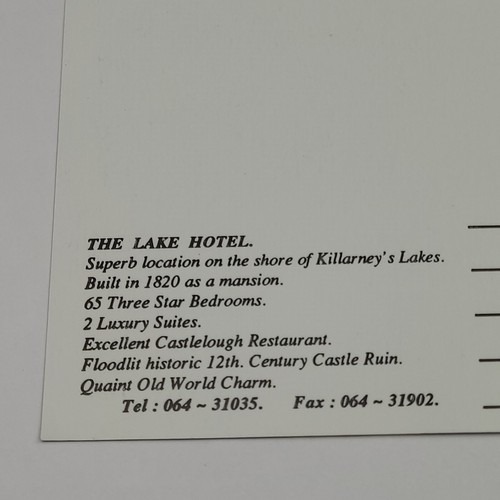 THE LAKE HOTEL.
Superb location on the shore of Killarney's Lakes.
Built in 1820 as a mansion.
65 Three Star Bedrooms.
2 Luxury Suites.
Excellent Castlelough Restaurant.
Floodlit historic 12th. Century Castle Ruin.
Quaint Old World Charm.
Tel : 064 ~ 31035. Fax : 064 ~ 31902.